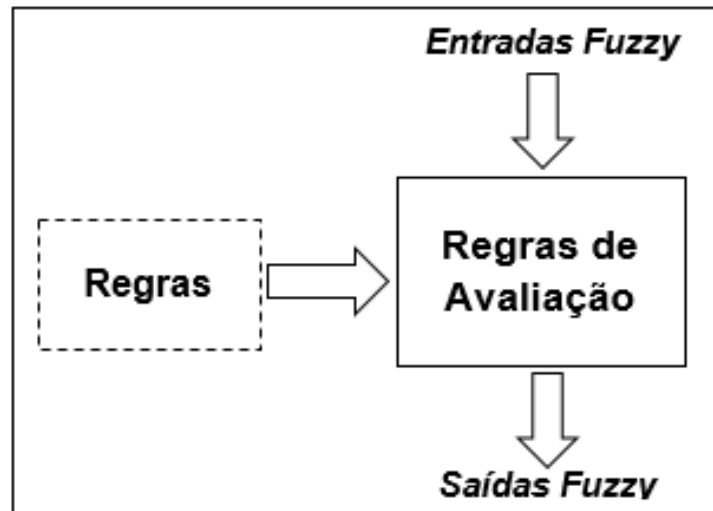 Entradas Fuzzy
Regras
Regras de
Avaliação
Saídas Fuzzy